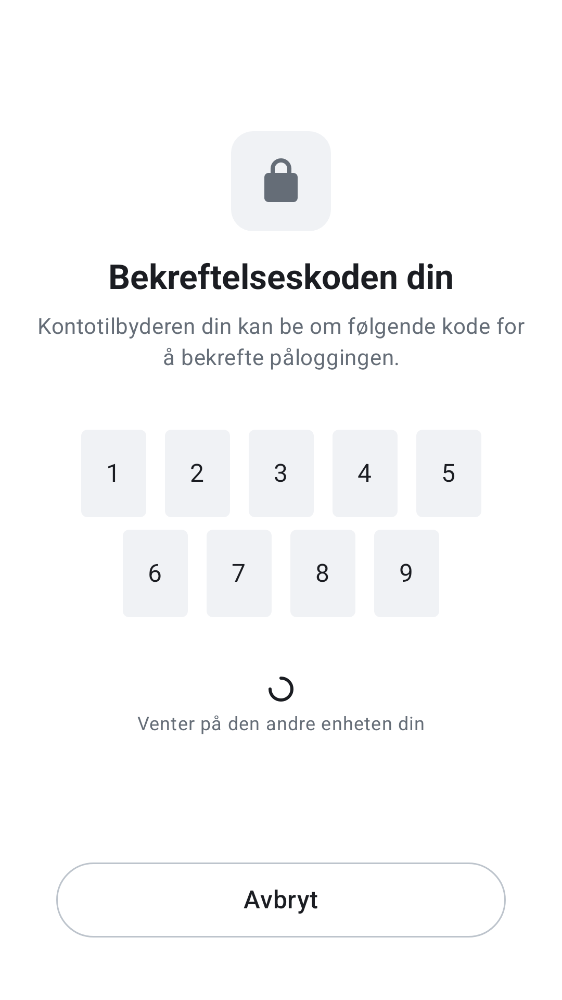 Bekreftelseskoden din
Kontotilbyderen din kan be om følgende kode for
å bekrefte påloggingen.
1 2 3 4 5
6 7 8 9
Venter på den andre enheten din
Avbryt